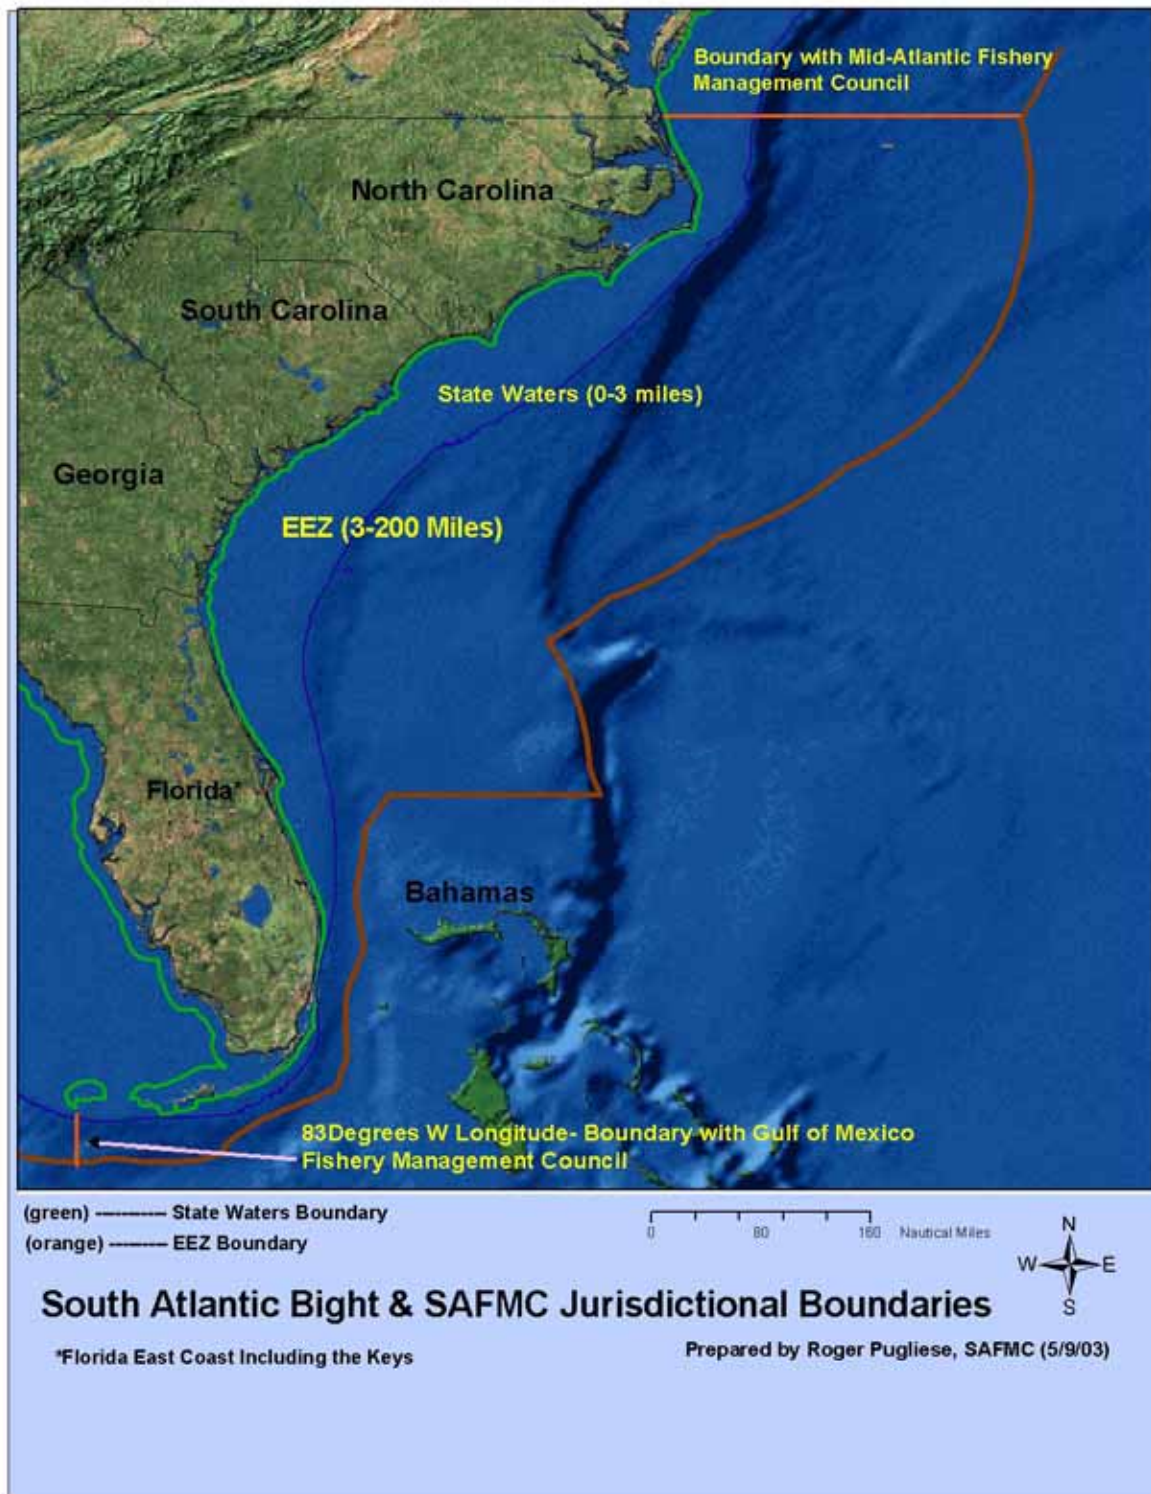 Boundary with Mid-Atlantic Fishery
Management Council
North Carolina
South Carolina
State Waters (0-3 miles)
Georgia
EEZ (3-200 Miles)
Florida*
Bahamas
83Degrees W Longitude- Boundary with Gulf of Mexico
Fishery Management Council
(green) ----------- State Waters Boundary
(orange) --------- EEZ Boundary
0 80 160 Nautical Miles
N
W E
S
South Atlantic Bight & SAFMC Jurisdictional Boundaries
*Florida East Coast Including the Keys
Prepared by Roger Pugliese, SAFMC (5/9/03)